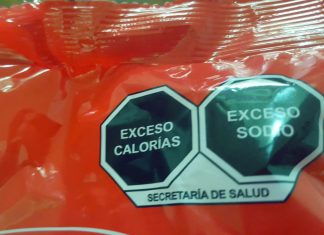 EXCESO
CALORÍAS
EXCESO
SODIO
SECRETARÍA DE SALUD